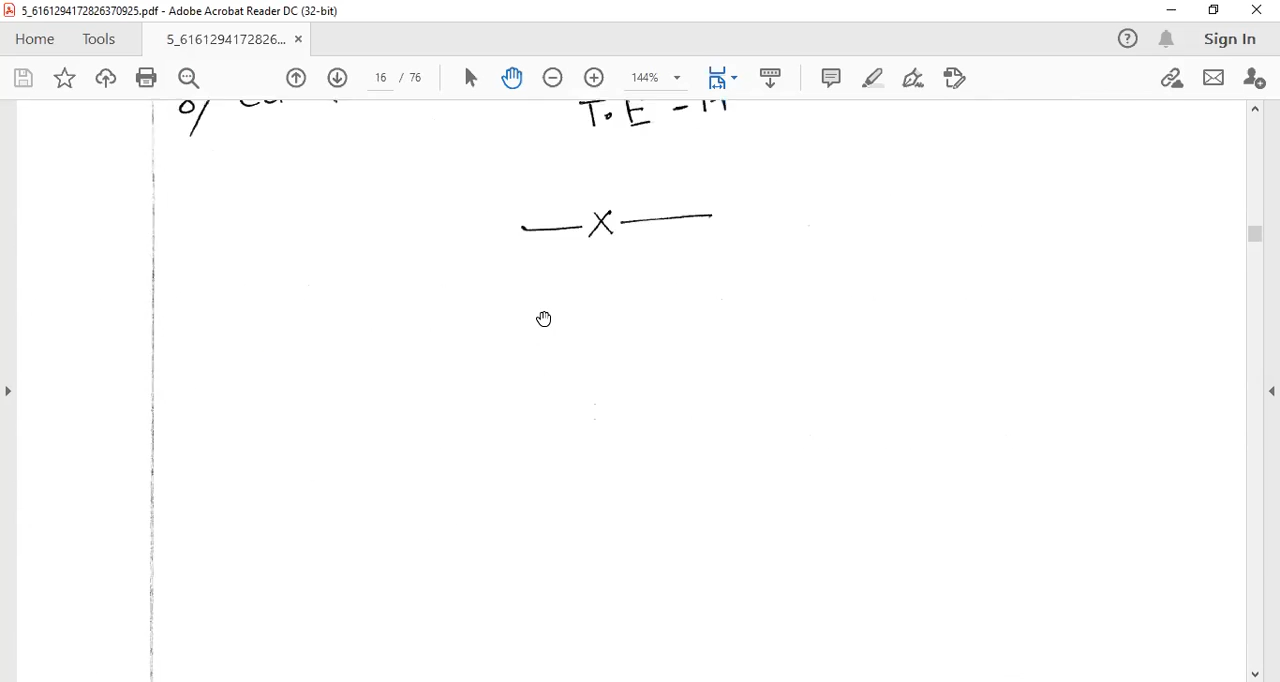 5_6161294172826370925.pdf - Adobe Acrobat Reader DC (32-bit)
Home Tools 5_6161294172826... × Sign In
16 / 76 144%
T.E - M
—X—